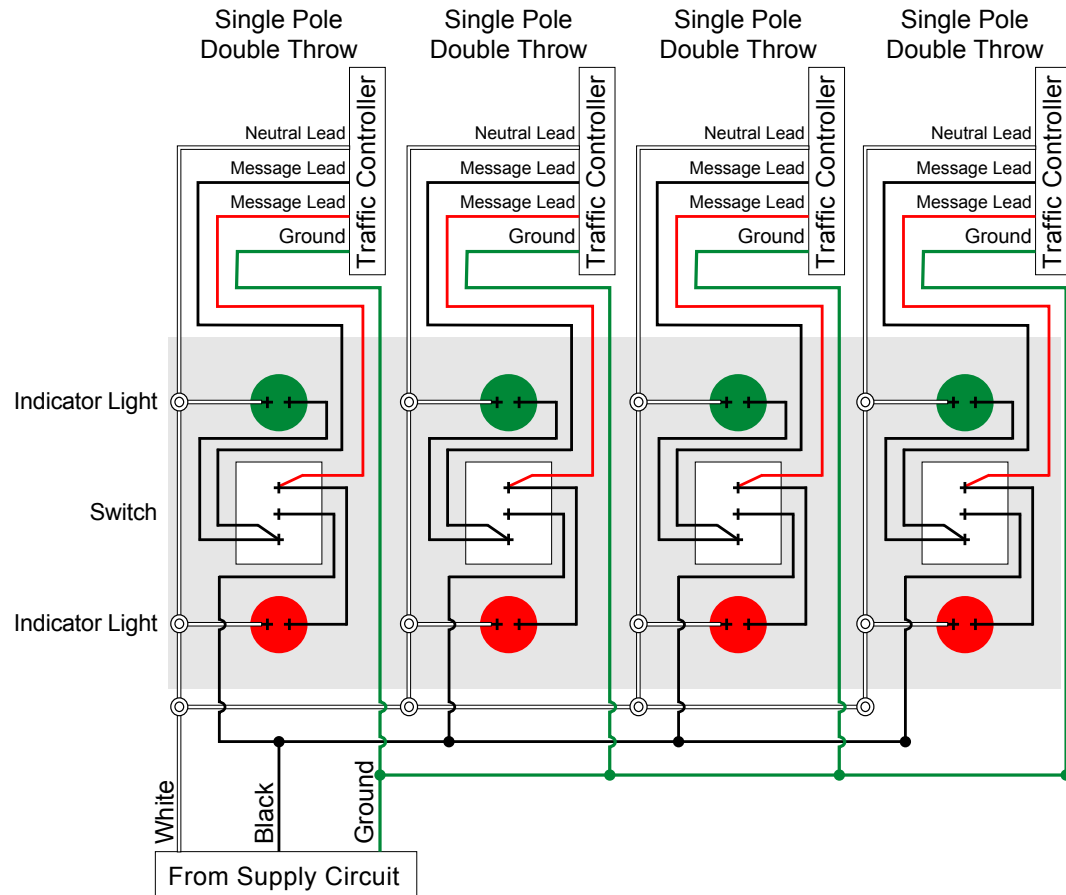 Single Pole
Double Throw
Single Pole
Double Throw
Single Pole
Double Throw
Single Pole
Double Throw
Neutral Lead
Message Lead
Message Lead
Ground
Traffic Controller
Neutral Lead
Message Lead
Message Lead
Ground
Traffic Controller
Neutral Lead
Message Lead
Message Lead
Ground
Traffic Controller
Neutral Lead
Message Lead
Message Lead
Ground
Traffic Controller
Indicator Light
Switch
Indicator Light
White
Black
Ground
From Supply Circuit